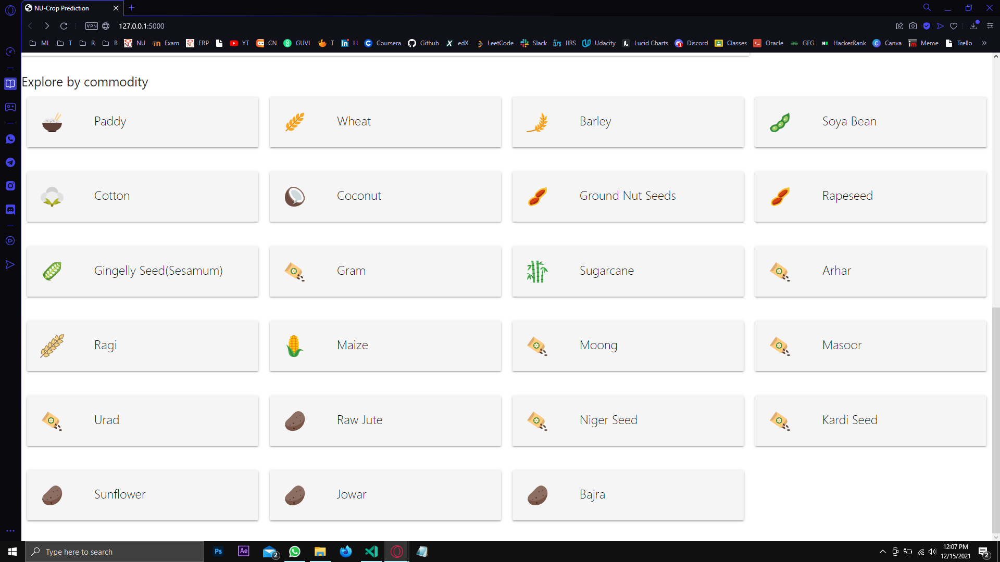 NU-Crop Prediction
VPN 127.0.0.1:5000
ML T R B NU Exam ERP YT CN GUVI T LI Coursera Github edX LeetCode Slack IIRS Udacity Lucid Charts Discord Classes Oracle GFG HackerRank Canva Meme Trello »
Explore by commodity
Paddy Wheat Barley Soya Bean
Cotton Coconut Ground Nut Seeds Rapeseed
Gingelly Seed(Sesamum) Gram Sugarcane Arhar
Ragi Maize Moong Masoor
Urad Raw Jute Niger Seed Kardi Seed
Sunflower Jowar Bajra
Type here to search Ps Ae 2 12:07 PM
12/15/2021 2